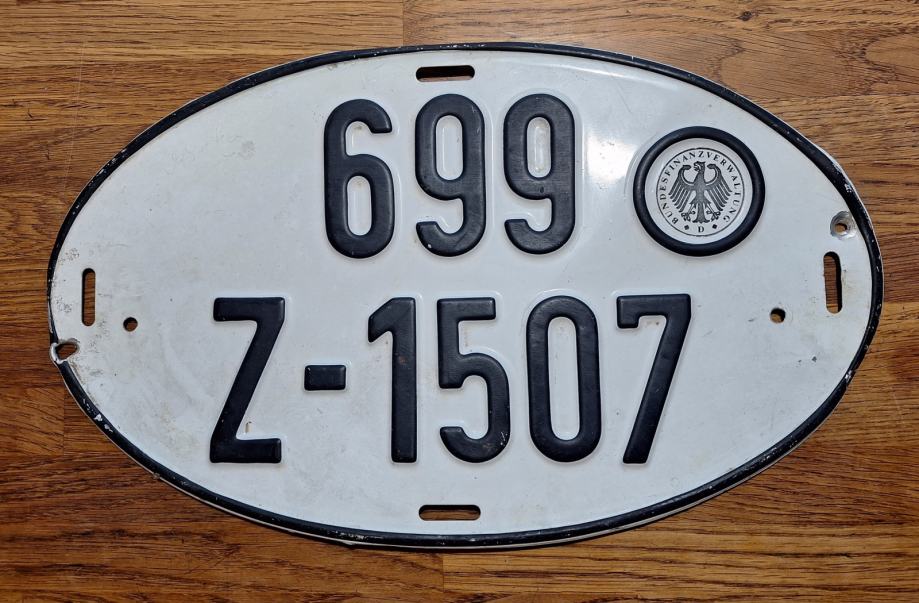 699
BUNDESFINANZVERWALTUNG
D
Z-1507